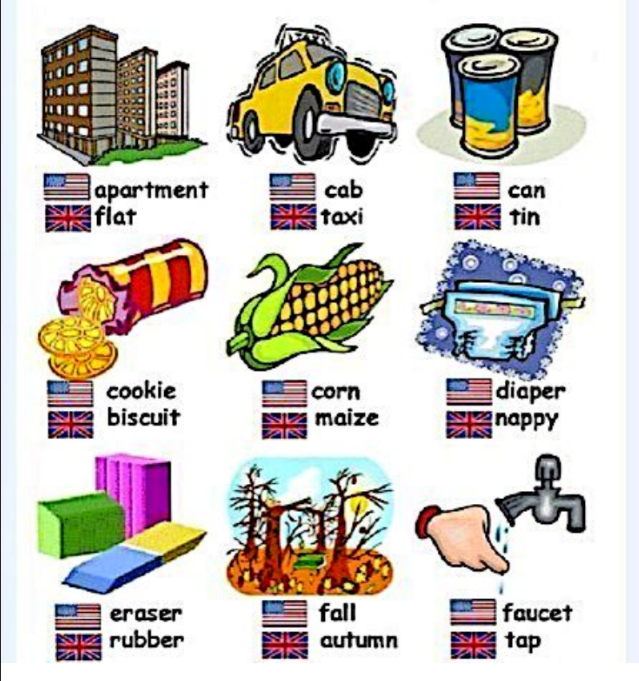 apartment
flat
cab
taxi
can
tin
cookie
biscuit
corn
maize
diaper
nappy
eraser
rubber
fall
autumn
faucet
tap